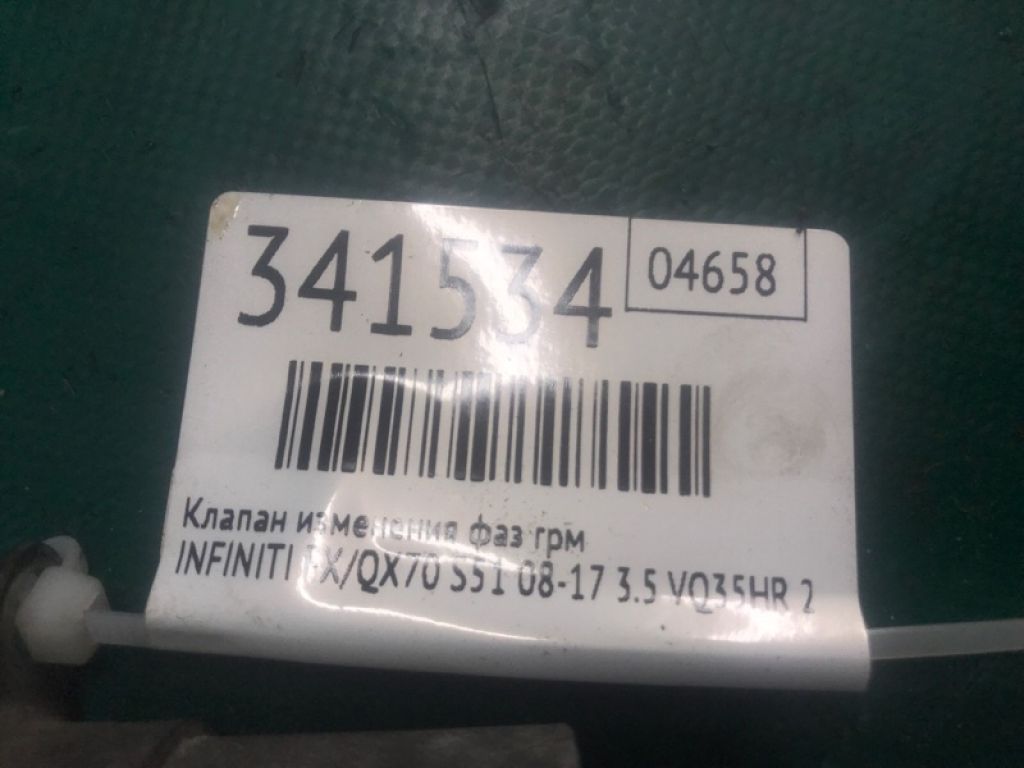 341534
04658
Клапан изменения фаз грм
INFINITI FX/QX70 S51 08-17 3.5 VQ35HR 2